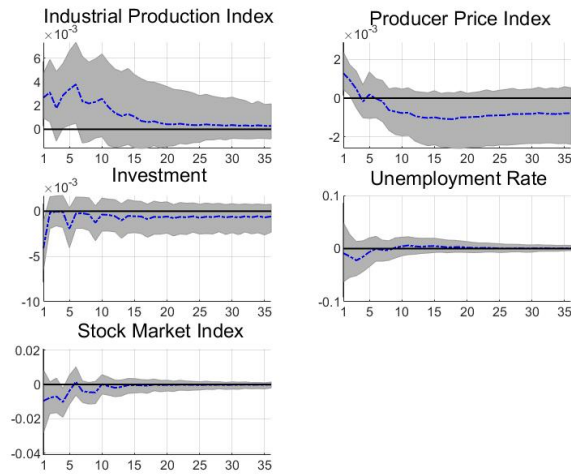 Industrial Production Index
×10⁻³
6
4
2
0
1 5 10 15 20 25 30 35
Producer Price Index
×10⁻³
2
0
-2
1 5 10 15 20 25 30 35
Investment
×10⁻³
0
-5
-10
1 5 10 15 20 25 30 35
Unemployment Rate
0.1
0
-0.1
1 5 10 15 20 25 30 35
Stock Market Index
0.02
0
-0.02
-0.04
1 5 10 15 20 25 30 35